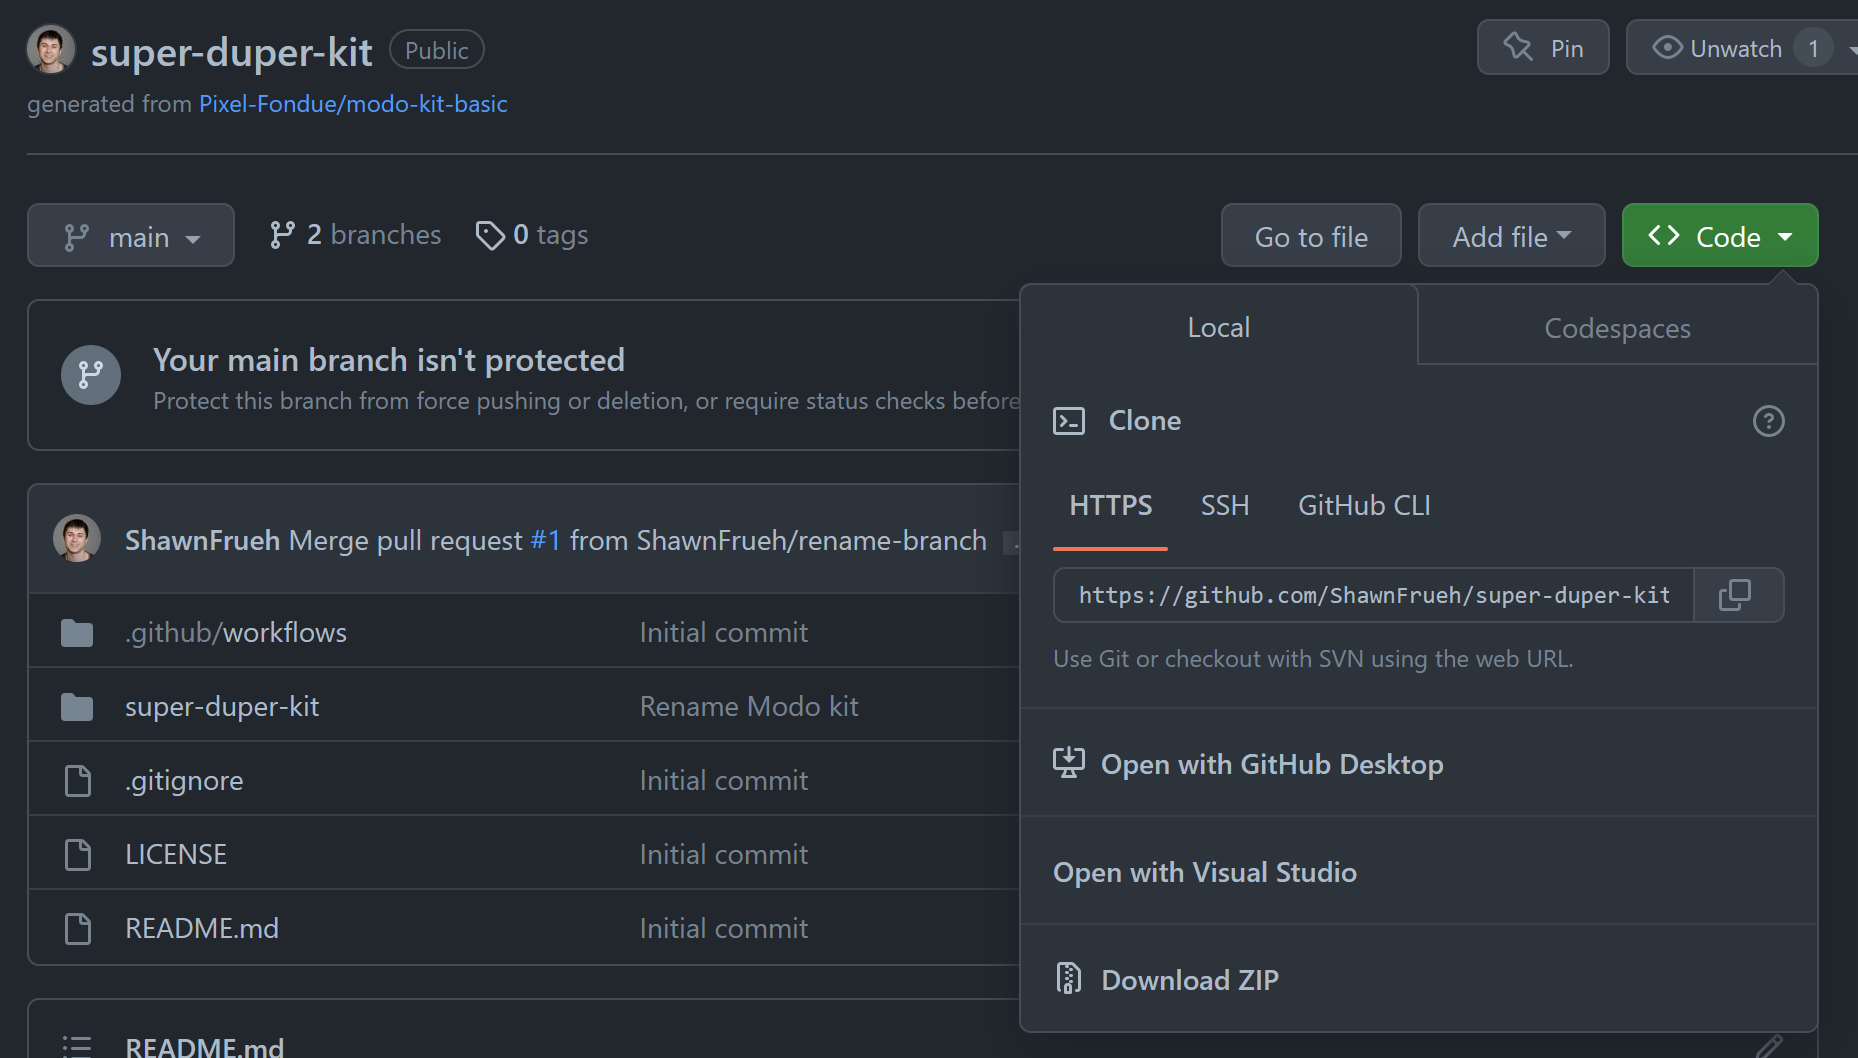 super-duper-kit Public
Pin
Unwatch 1
generated from Pixel-Fondue/modo-kit-basic
main
2 branches
0 tags
Go to file
Add file
<> Code
Local
Codespaces
Your main branch isn't protected
Protect this branch from force pushing or deletion, or require status checks before
Clone
HTTPS
SSH
GitHub CLI
ShawnFrueh Merge pull request #1 from ShawnFrueh/rename-branch
https://github.com/ShawnFrueh/super-duper-kit
Use Git or checkout with SVN using the web URL.
.github/workflows Initial commit
super-duper-kit Rename Modo kit
.gitignore Initial commit
LICENSE Initial commit
README.md Initial commit
Open with GitHub Desktop
Open with Visual Studio
Download ZIP
README.md